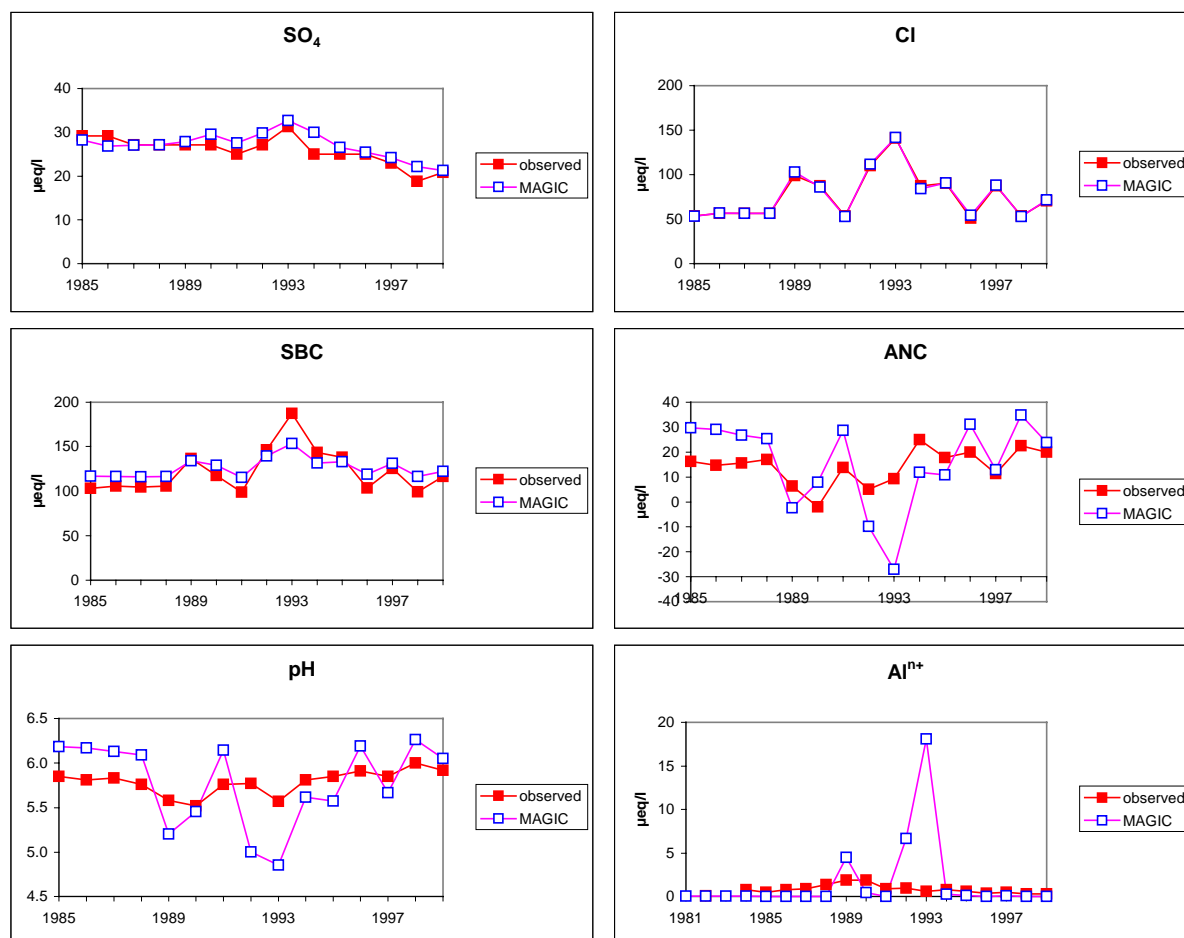 SO4
40
30
20
10
0
µeq/l
1985 1989 1993 1997
observed
MAGIC
Cl
200
150
100
50
0
1985 1989 1993 1997
observed
MAGIC
SBC
200
150
100
50
0
1985 1989 1993 1997
observed
MAGIC
ANC
40
30
20
10
0
-10
-20
-30
-40
µeq/l
1985 1989 1993 1997
observed
MAGIC
pH
6.5
6.0
5.5
5.0
4.5
1985 1989 1993 1997
observed
MAGIC
Al^n+
20
15
10
5
0
µeq/l
1981 1985 1989 1993 1997
observed
MAGIC